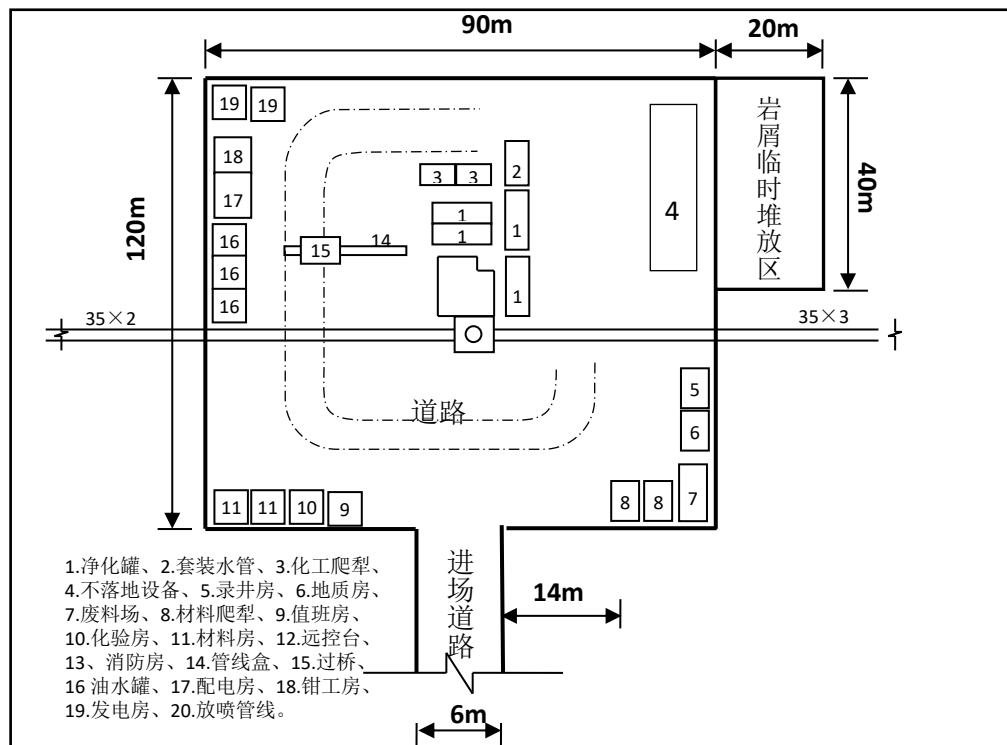 90m
20m
19 19
岩屑临时堆放区
18
2
3 3
40m
17
4
120m
1
1
1
16
14
15
16
1
16
35×2
35×3
5
道路
6
7
8 8
11 11 10 9
进场道路
14m
1.净化罐、2.套装水管、3.化工爬犁、
4.不落地设备、5.录井房、6.地质房、
7.废料场、8.材料爬犁、9.值班房、
10.化验房、11.材料房、12.远控台、
13、消防房、14.管线盒、15.过桥、
16 油水罐、17.配电房、18.钳工房、
19.发电房、20.放喷管线。
6m